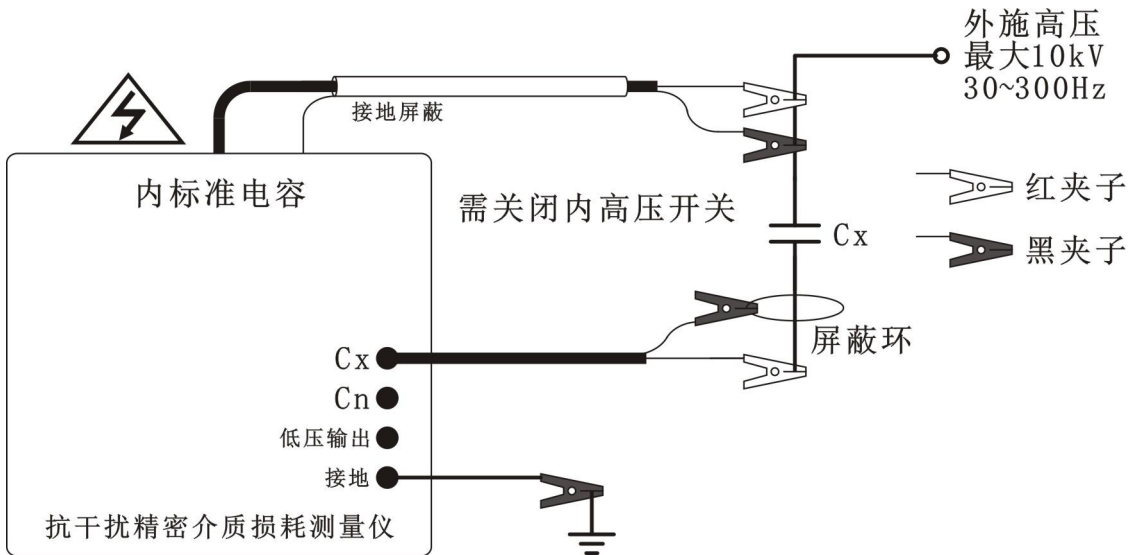 外施高压
最大10kV
30~300Hz
接地屏蔽
内标准电容
需关闭内高压开关
红夹子
Cx
黑夹子
屏蔽环
Cx
Cn
低压输出
接地
抗干扰精密介质损耗测量仪